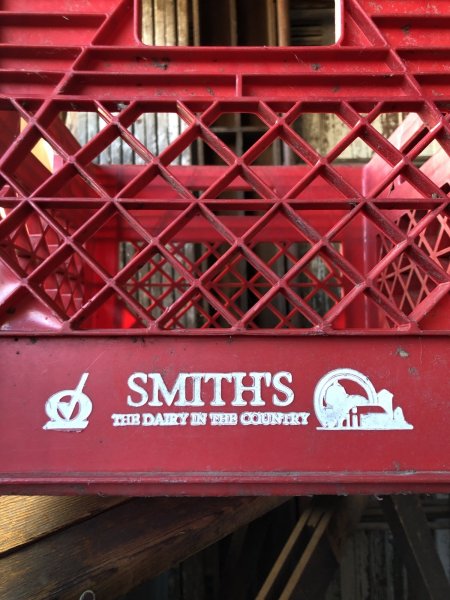 SMITH'S
THE DAIRY IN THE COUNTRY